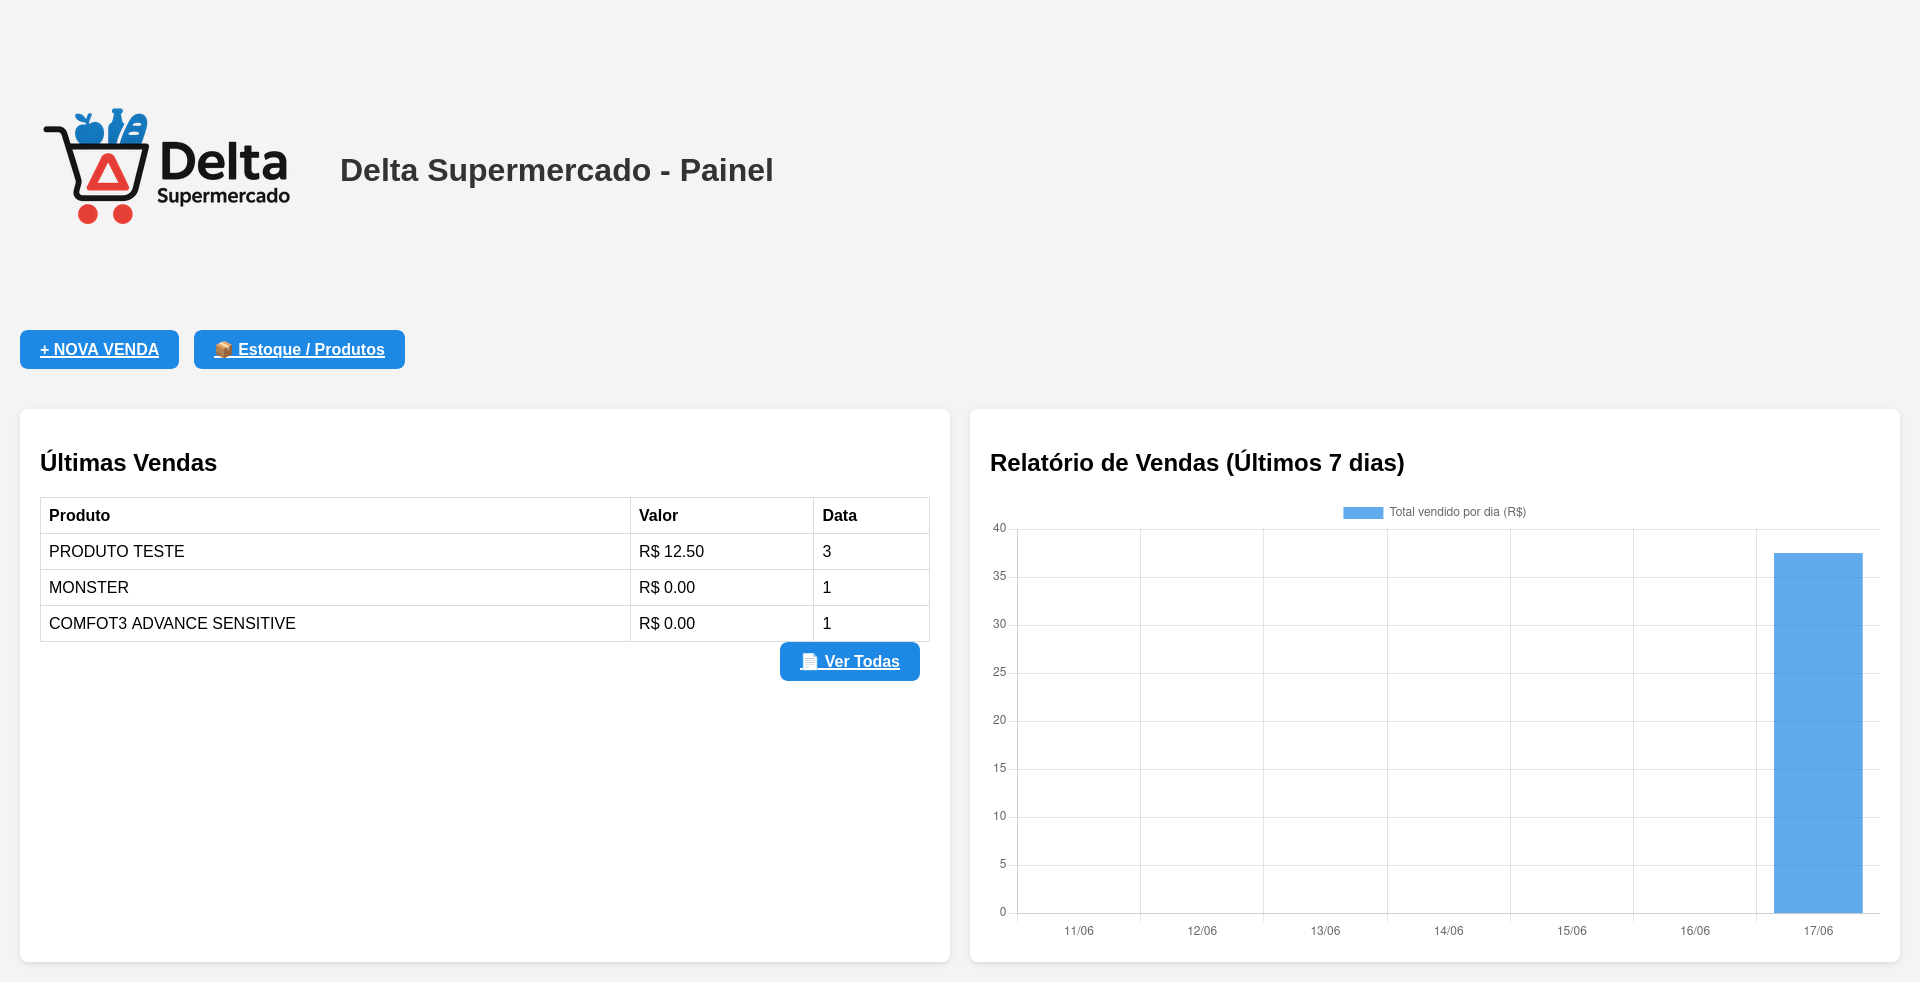 Delta
Supermercado
Delta Supermercado - Painel
+ NOVA VENDA
📦 Estoque / Produtos
Últimas Vendas
Produto Valor Data
PRODUTO TESTE R$ 12.50 3
MONSTER R$ 0.00 1
COMFOT3 ADVANCE SENSITIVE R$ 0.00 1
📄 Ver Todas
Relatório de Vendas (Últimos 7 dias)
Total vendido por dia (R$)
40
35
30
25
20
15
10
5
0
11/06 12/06 13/06 14/06 15/06 16/06 17/06